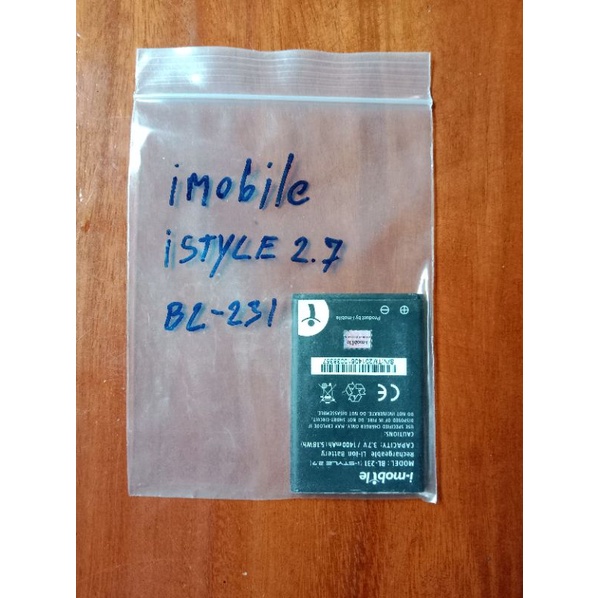 iMobile
iSTYLE 2.7
BL-231
i-mobile
MODEL: BL-231 i-STYLE 2.7
Rechargeable Li-ion Battery
CAPACITY: 3.7V / 1400mAh 5.18Wh
USE SPECIFIED CHARGER ONLY. MAY EXPLODE IF
DISPOSED OF IN FIRE. DO NOT SHORT-CIRCUIT.
DO NOT INCINERATE. DO NOT DISASSEMBLE.
i-mobile
Product by i-mobile